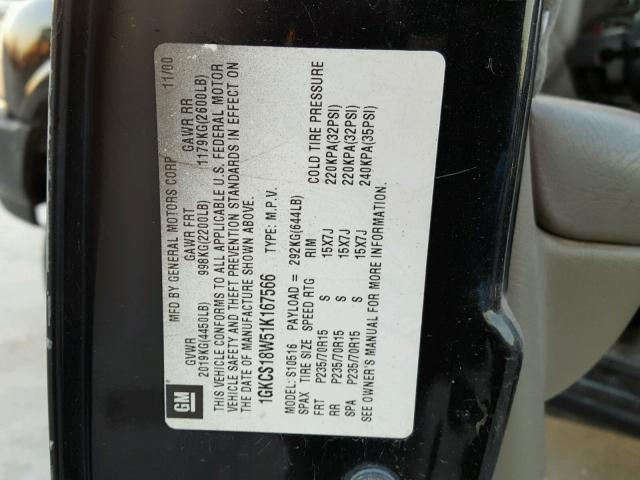 GM
MFD BY GENERAL MOTORS CORP 11/00
GVWR GAWR FRT GAWR RR
2019KG(4450LB) 998KG(2200LB) 1179KG(2600LB)
VEHICLE CONFORMS TO ALL APPLICABLE U.S. FEDERAL MOTOR
VEHICLE SAFETY AND THEFT PREVENTION STANDARDS IN EFFECT ON
THE DATE OF MANUFACTURE SHOWN ABOVE.
1GKCS18W51K167566 TYPE: M.P.V.
MODEL: S10516 PAYLOAD = 292KG(644LB)
SPAX TIRE SIZE SPEED RTG RIM COLD TIRE PRESSURE
FRT P235/70R15 S 15X7J 220KPA(32PSI)
RR P235/70R15 S 15X7J 220KPA(32PSI)
SPA P235/70R15 S 15X7J 240KPA(35PSI)
SEE OWNER'S MANUAL FOR MORE INFORMATION.